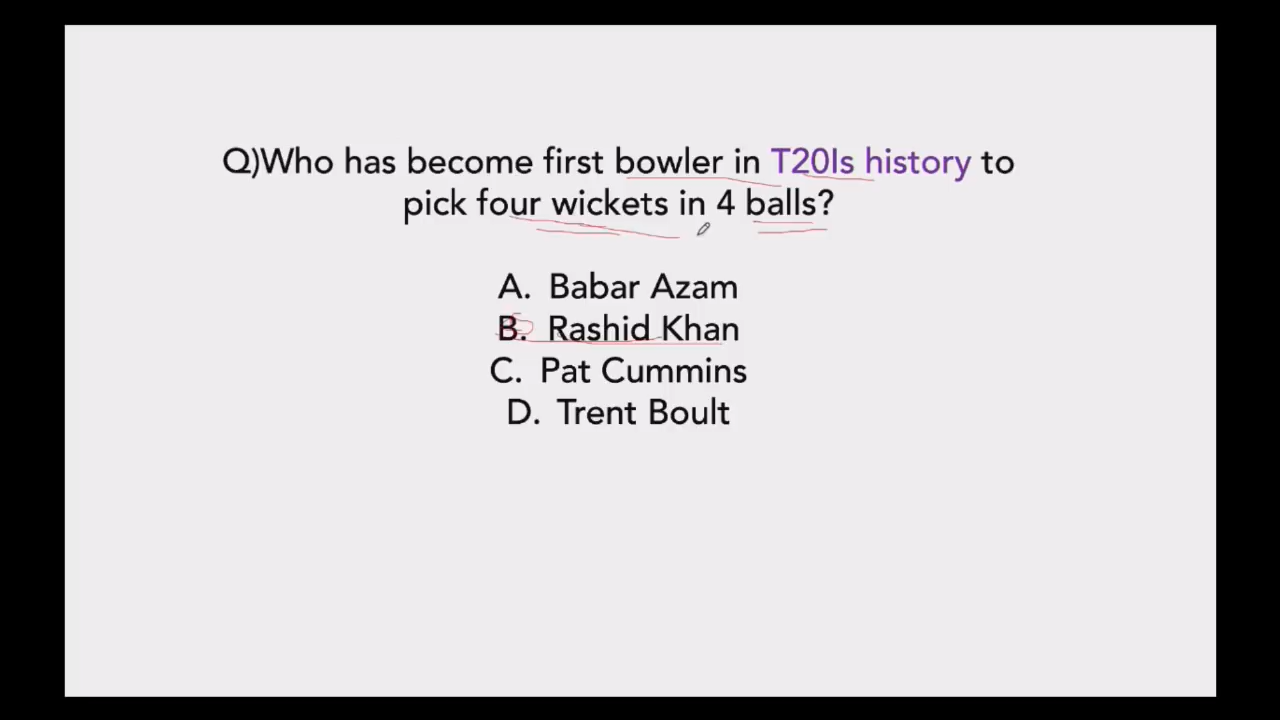 Q)Who has become first bowler in T20Is history to
pick four wickets in 4 balls?
A. Babar Azam
B. Rashid Khan
C. Pat Cummins
D. Trent Boult